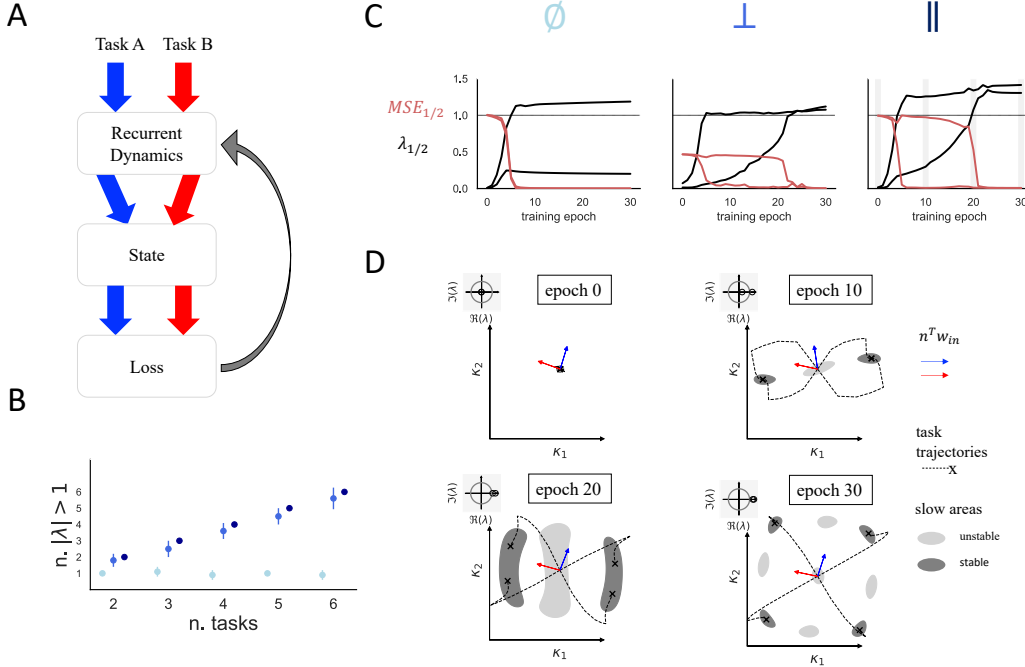 A
Task A
Task B
Recurrent
Dynamics
State
Loss
B
n. |λ| > 1
6
5
4
3
2
1
2
3
4
5
6
n. tasks
C
∅
⊥
∥
MSE1/2
λ1/2
1.5
1.0
0.5
0.0
0
10
20
30
training epoch
0
10
20
30
training epoch
0
10
20
30
training epoch
D
ℑ(λ)
ℜ(λ)
epoch 0
κ2
κ1
ℑ(λ)
ℜ(λ)
epoch 10
κ2
κ1
ℑ(λ)
ℜ(λ)
epoch 20
κ2
κ1
ℑ(λ)
ℜ(λ)
epoch 30
κ2
κ1
nᵀwin
task
trajectories
x
slow areas
unstable
stable